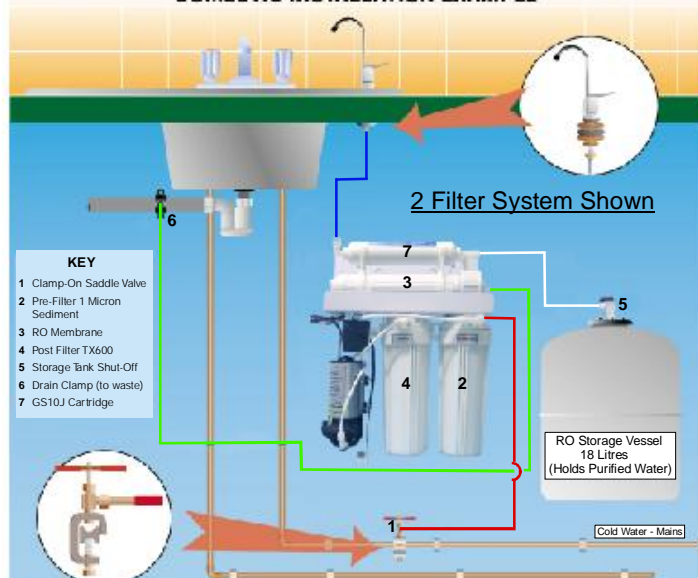 2 Filter System Shown
6
7
3
5
4
2
1
KEY
1 Clamp-On Saddle Valve
2 Pre-Filter 1 Micron
Sediment
3 RO Membrane
4 Post Filter TX600
5 Storage Tank Shut-Off
6 Drain Clamp (to waste)
7 GS10J Cartridge
RO Storage Vessel
18 Litres
(Holds Purified Water)
Cold Water - Mains